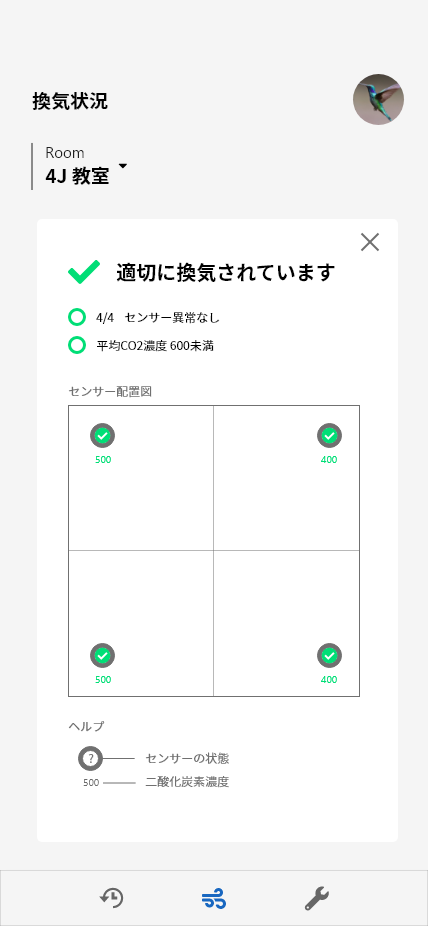 換気状況
Room
4J 教室
適切に換気されています
4/4 センサー異常なし
平均CO2濃度 600未満
センサー配置図
500
400
500
400
ヘルプ
? センサーの状態
500 二酸化炭素濃度